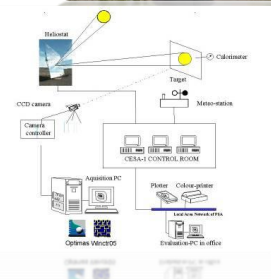 Heliostat
Calorimeter
Target
CCD camera
Meteo-station
Camera
controller
CESA-1 CONTROL ROOM
Aquisition PC
Plotter
Colour-printer
Local Area Network of PSA
Optimas Winctr05
Evaluation-PC in office